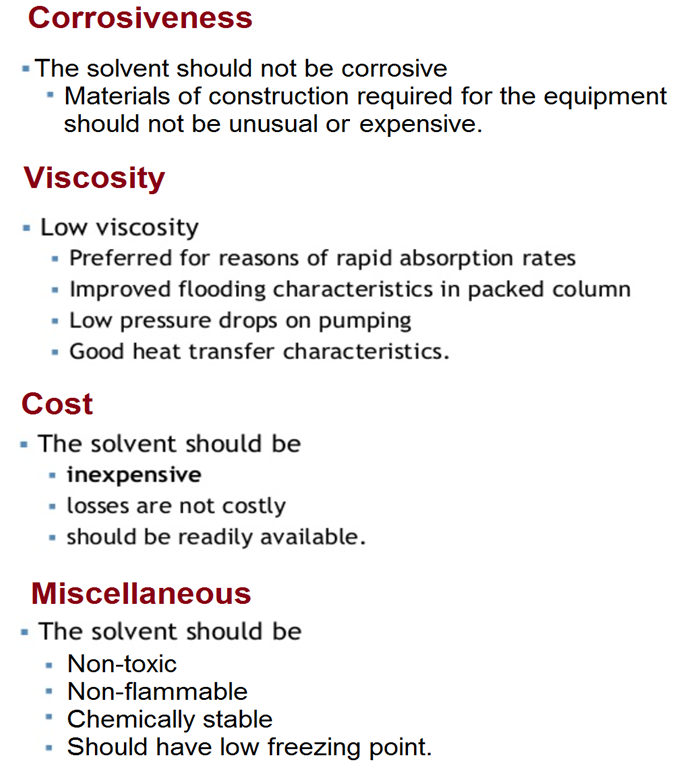 Corrosiveness
▪ The solvent should not be corrosive
▪ Materials of construction required for the equipment
should not be unusual or expensive.
Viscosity
▪ Low viscosity
▪ Preferred for reasons of rapid absorption rates
▪ Improved flooding characteristics in packed column
▪ Low pressure drops on pumping
▪ Good heat transfer characteristics.
Cost
▪ The solvent should be
▪ inexpensive
▪ losses are not costly
▪ should be readily available.
Miscellaneous
▪ The solvent should be
▪ Non-toxic
▪ Non-flammable
▪ Chemically stable
▪ Should have low freezing point.